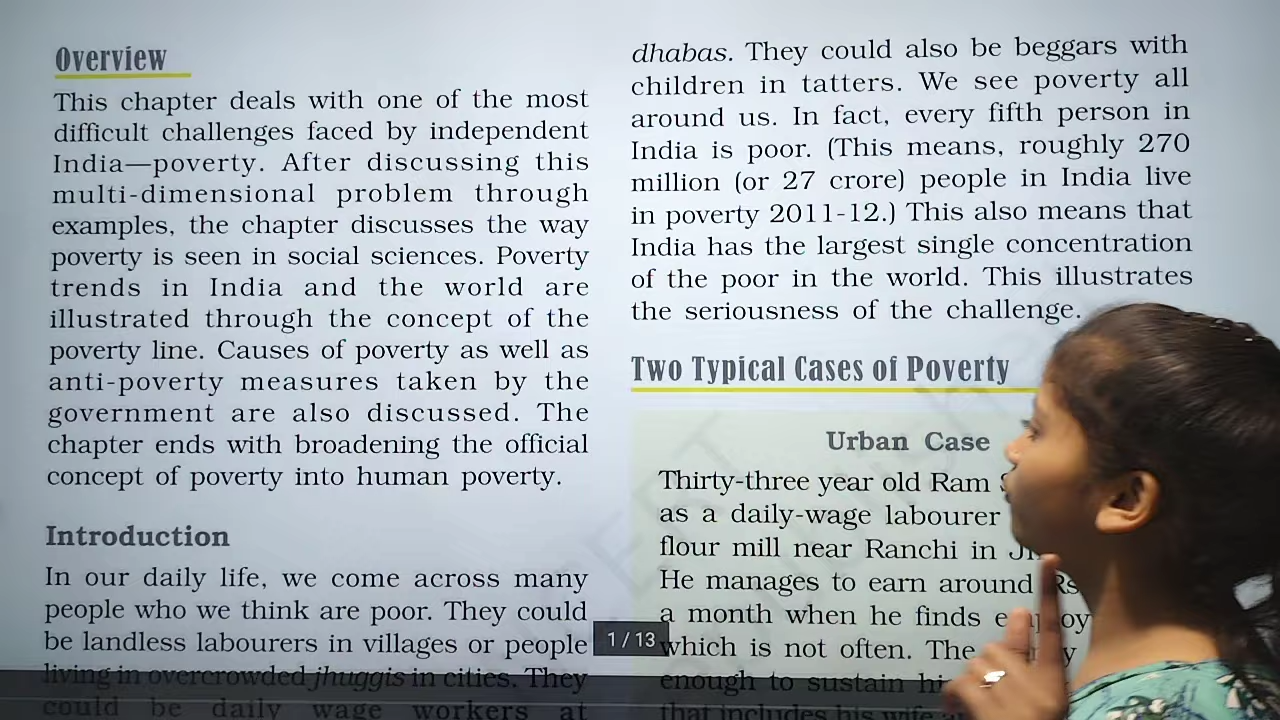 Overview
This chapter deals with one of the most
difficult challenges faced by independent
India—poverty. After discussing this
multi-dimensional problem through
examples, the chapter discusses the way
poverty is seen in social sciences. Poverty
trends in India and the world are
illustrated through the concept of the
poverty line. Causes of poverty as well as
anti-poverty measures taken by the
government are also discussed. The
chapter ends with broadening the official
concept of poverty into human poverty.
Introduction
In our daily life, we come across many
people who we think are poor. They could
be landless labourers in villages or people
living in overcrowded jhuggis in cities. They
could be daily wage workers at
dhabas. They could also be beggars with
children in tatters. We see poverty all
around us. In fact, every fifth person in
India is poor. (This means, roughly 270
million (or 27 crore) people in India live
in poverty 2011-12.) This also means that
India has the largest single concentration
of the poor in the world. This illustrates
the seriousness of the challenge.
Two Typical Cases of Poverty
Urban Case
Thirty-three year old Ram
as a daily-wage labourer
flour mill near Ranchi in
He manages to earn around Rs
a month when he finds
which is not often. The
enough to sustain
that includes his wife
1 / 13